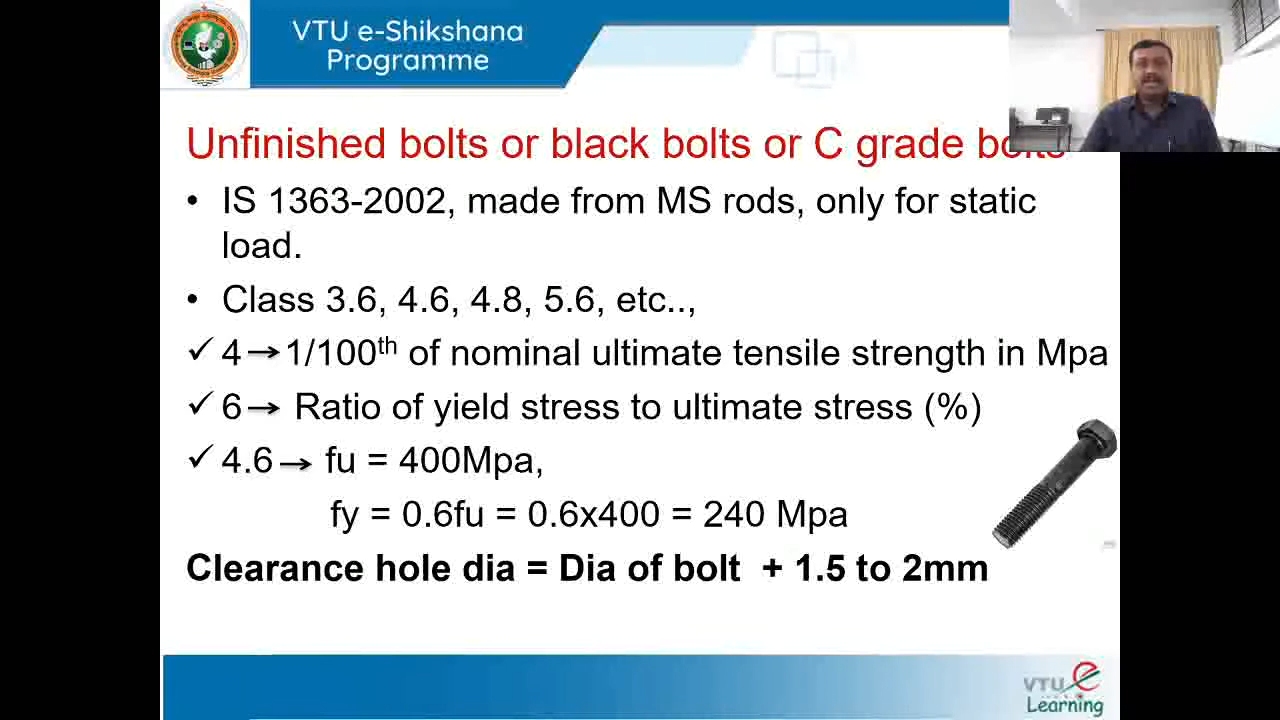 VTU e-Shikshana
Programme
Unfinished bolts or black bolts or C grade bolts
• IS 1363-2002, made from MS rods, only for static
load.
• Class 3.6, 4.6, 4.8, 5.6, etc..,
✓ 4→1/100th of nominal ultimate tensile strength in Mpa
✓ 6→ Ratio of yield stress to ultimate stress (%)
✓ 4.6→ fu = 400Mpa,
fy = 0.6fu = 0.6x400 = 240 Mpa
Clearance hole dia = Dia of bolt + 1.5 to 2mm
VTU e
Learning